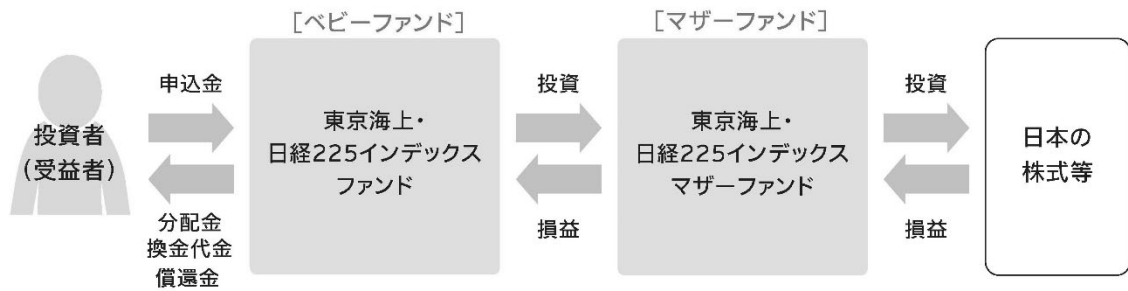 [ベビーファンド]
[マザーファンド]
投資者
(受益者)
申込金
分配金
換金代金
償還金
東京海上・
日経225インデックス
ファンド
投資
損益
東京海上・
日経225インデックス
マザーファンド
投資
損益
日本の
株式等